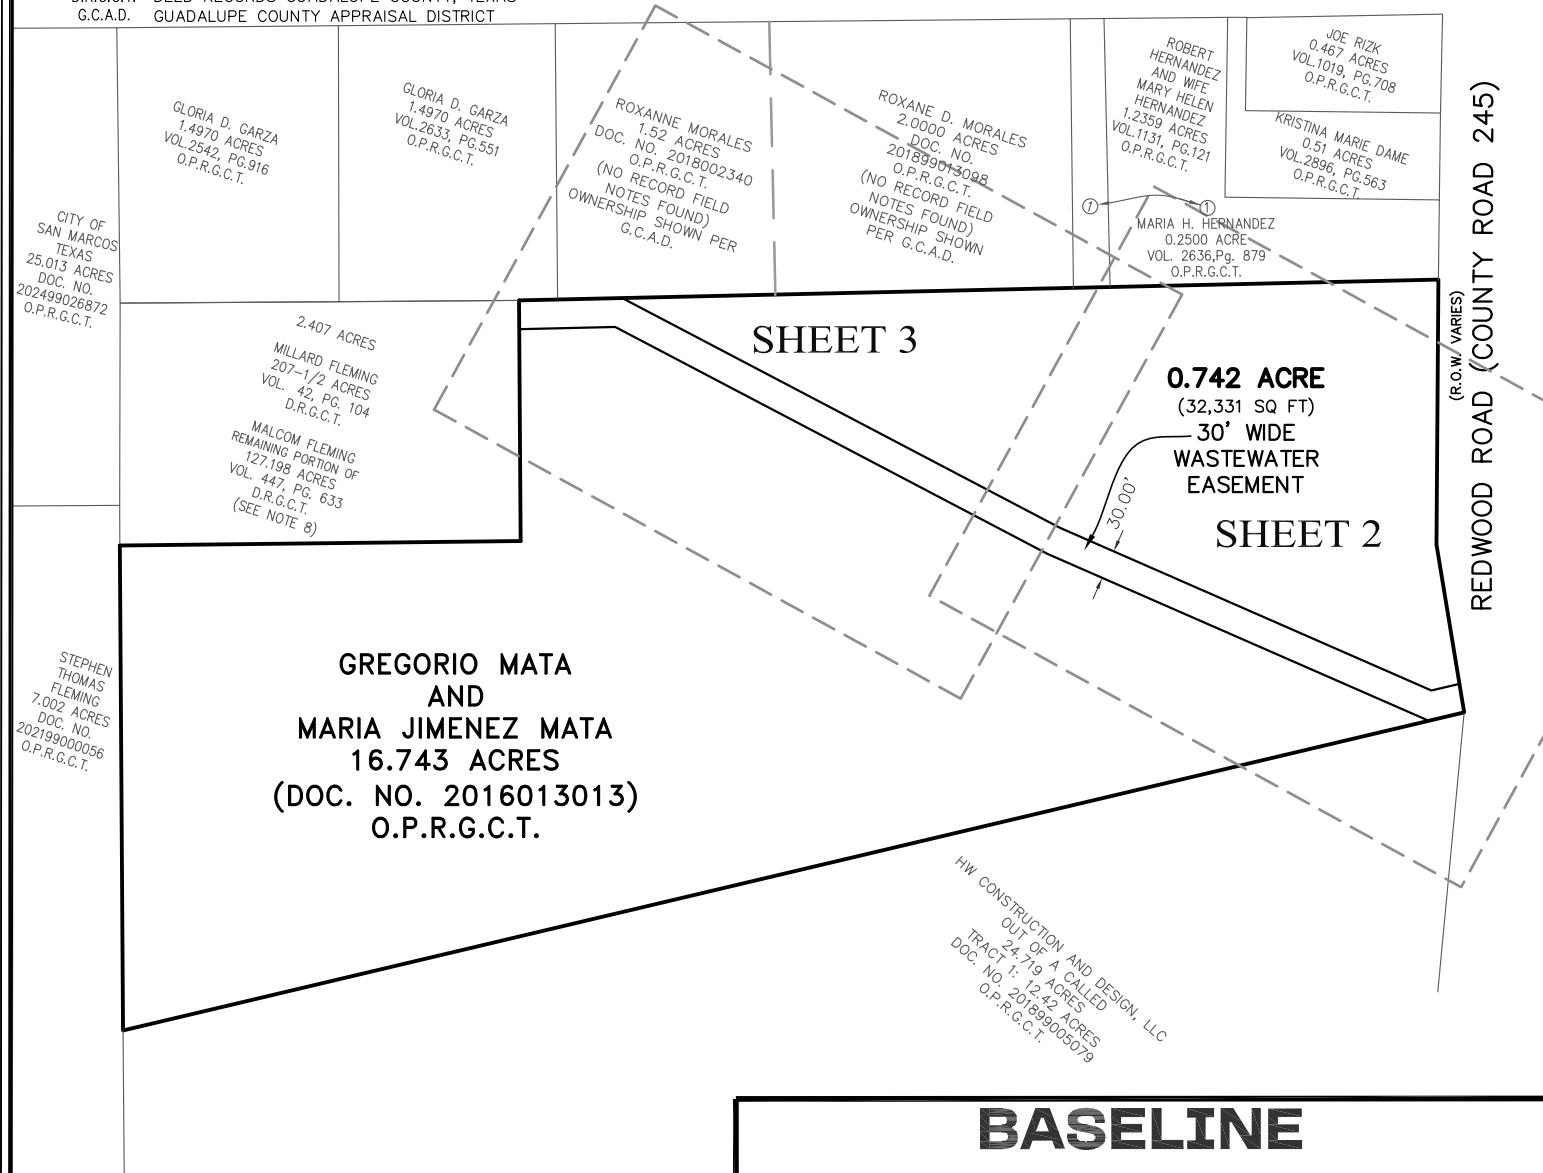 G.C.A.D. GUADALUPE COUNTY APPRAISAL DISTRICT
GLORIA D. GARZA
1.4970 ACRES
VOL.2542, PG.916
O.P.R.G.C.T.
GLORIA D. GARZA
1.4970 ACRES
VOL.2633, PG.551
O.P.R.G.C.T.
ROXANNE MORALES
1.52 ACRES
DOC. NO. 2018002340
O.P.R.G.C.T.
(NO RECORD FIELD
NOTES FOUND)
OWNERSHIP SHOWN PER
G.C.A.D.
ROXANE D. MORALES
2.0000 ACRES
DOC. NO.
201899013098
O.P.R.G.C.T.
(NO RECORD FIELD
NOTES FOUND)
OWNERSHIP SHOWN
PER G.C.A.D.
ROBERT
HERNANDEZ
AND WIFE
MARY HELEN
HERNANDEZ
1.2359 ACRES
VOL.1131, PG.121
O.P.R.G.C.T.
JOE RIZK
0.467 ACRES
VOL.1019, PG.708
O.P.R.G.C.T.
KRISTINA MARIE DAME
0.51 ACRES
VOL.2896, PG.563
O.P.R.G.C.T.
1 1
MARIA H. HERNANDEZ
0.2500 ACRE
VOL. 2636,Pg. 879
O.P.R.G.C.T.
CITY OF
SAN MARCOS
TEXAS
25.013 ACRES
DOC. NO.
202499026872
O.P.R.G.C.T.
2.407 ACRES
MILLARD FLEMING
207-1/2 ACRES
VOL. 42, PG. 104
D.R.G.C.T.
MALCOM FLEMING
REMAINING PORTION OF
127.198 ACRES
VOL. 447, PG. 633
D.R.G.C.T.
(SEE NOTE 8)
SHEET 3
0.742 ACRE
(32,331 SQ FT)
30' WIDE
WASTEWATER
EASEMENT
30.00'
SHEET 2
(R.O.W. VARIES)
REDWOOD ROAD (COUNTY ROAD 245)
STEPHEN
THOMAS
FLEMING
7.002 ACRES
DOC. NO.
202199000056
O.P.R.G.C.T.
GREGORIO MATA
AND
MARIA JIMENEZ MATA
16.743 ACRES
(DOC. NO. 2016013013)
O.P.R.G.C.T.
HW CONSTRUCTION AND DESIGN, LLC
OUT OF A CALLED
24.719 ACRES
TRACT 1: 12.42 ACRES
DOC. NO. 201899005079
O.P.R.G.C.T.
BASELINE